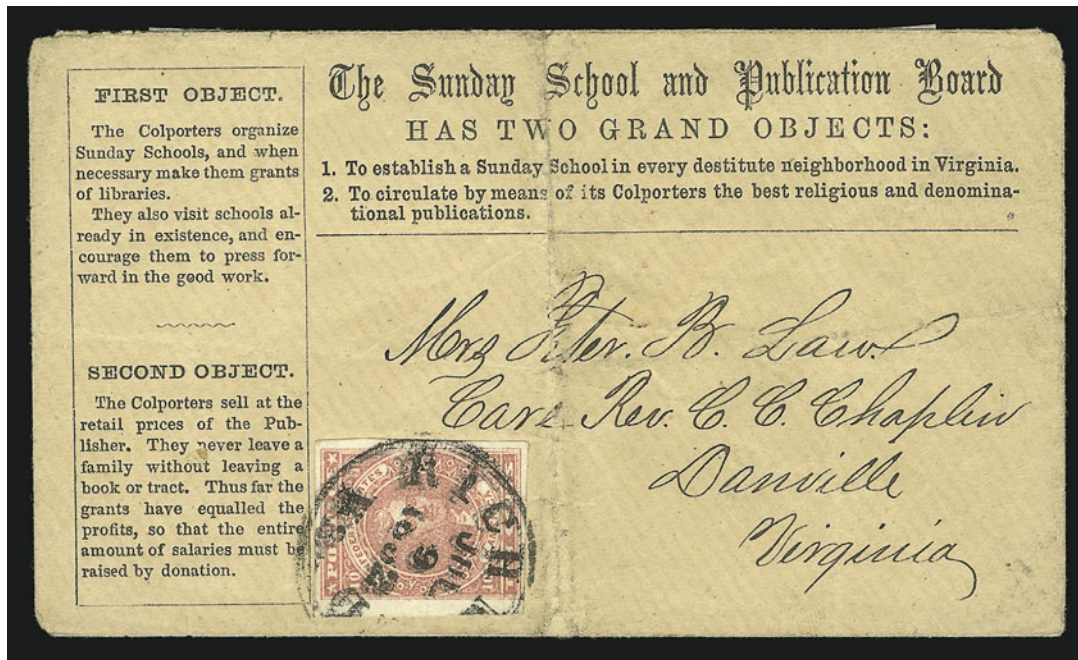 FIRST OBJECT.
The Colporters organize
Sunday Schools, and when
necessary make them grants
of libraries.
They also visit schools al-
ready in existence, and en-
courage them to press for-
ward in the good work.
SECOND OBJECT.
The Colporters sell at the
retail prices of the Pub-
lisher. They never leave a
family without leaving a
book or tract. Thus far the
grants have equalled the
profits, so that the entire
amount of salaries must be
raised by donation.
The Sunday School and Publication Board
HAS TWO GRAND OBJECTS:
1. To establish a Sunday School in every destitute neighborhood in Virginia.
2. To circulate by means of its Colporters the best religious and denomina-
tional publications.
Mrs Peter. B. Law.
Care Rev. C. C. Chaplin
Danville
Virginia
RICH